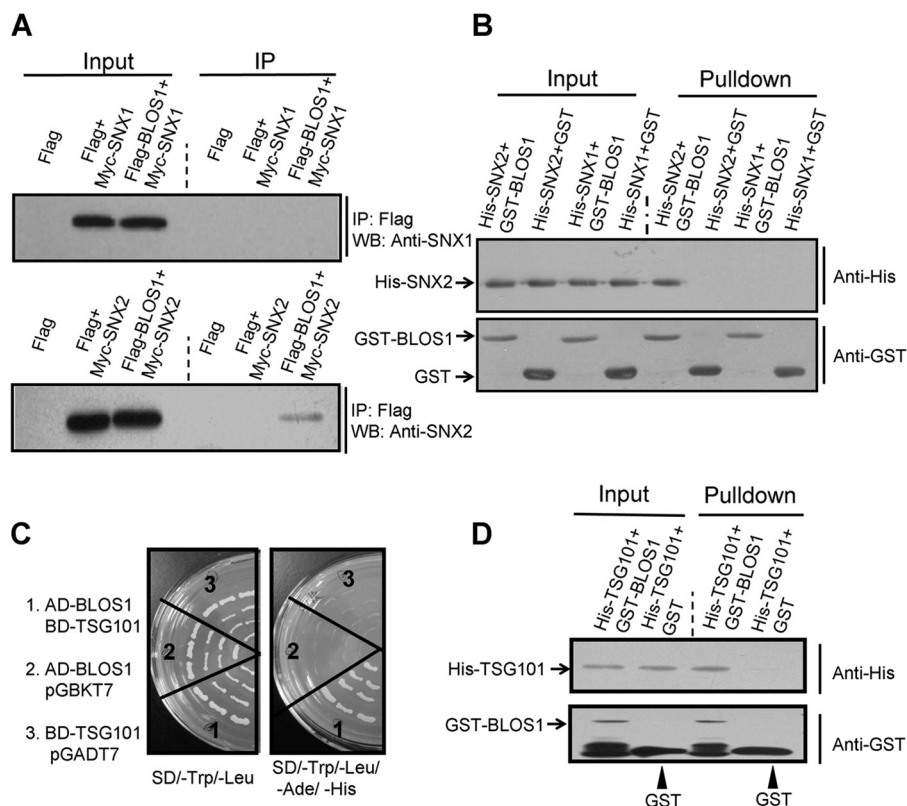 A
Input
IP
Flag
Flag+
Myc-SNX1
Flag-BLOS1+
Myc-SNX1
Flag
Flag+
Myc-SNX1
Flag-BLOS1+
Myc-SNX1
IP: Flag
WB: Anti-SNX1
Flag
Flag+
Myc-SNX2
Flag-BLOS1+
Myc-SNX2
Flag
Flag+
Myc-SNX2
Flag-BLOS1+
Myc-SNX2
IP: Flag
WB: Anti-SNX2
B
Input
Pulldown
His-SNX2+
GST-BLOS1
His-SNX2+GST
His-SNX1+
GST-BLOS1
His-SNX1+GST
His-SNX2+
GST-BLOS1
His-SNX2+GST
His-SNX1+
GST-BLOS1
His-SNX1+GST
His-SNX2
Anti-His
GST-BLOS1
GST
Anti-GST
C
1. AD-BLOS1
BD-TSG101
2. AD-BLOS1
pGBKT7
3. BD-TSG101
pGADT7
3
2
1
3
2
1
SD/-Trp/-Leu
SD/-Trp/-Leu/
-Ade/ -His
D
Input
Pulldown
His-TSG101+
GST-BLOS1
His-TSG101+
GST
His-TSG101+
GST-BLOS1
His-TSG101+
GST
His-TSG101
Anti-His
GST-BLOS1
Anti-GST
GST
GST